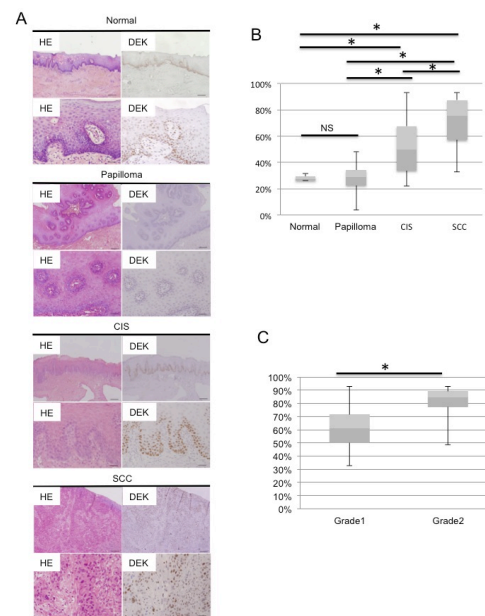 A
Normal
HE DEK
HE DEK
Papilloma
HE DEK
HE DEK
CIS
HE DEK
HE DEK
SCC
HE DEK
HE DEK
B
*
*
*
*
*
NS
100%
80%
60%
40%
20%
0%
Normal Papilloma CIS SCC
C
*
100%
90%
80%
70%
60%
50%
40%
30%
20%
10%
0%
Grade1 Grade2